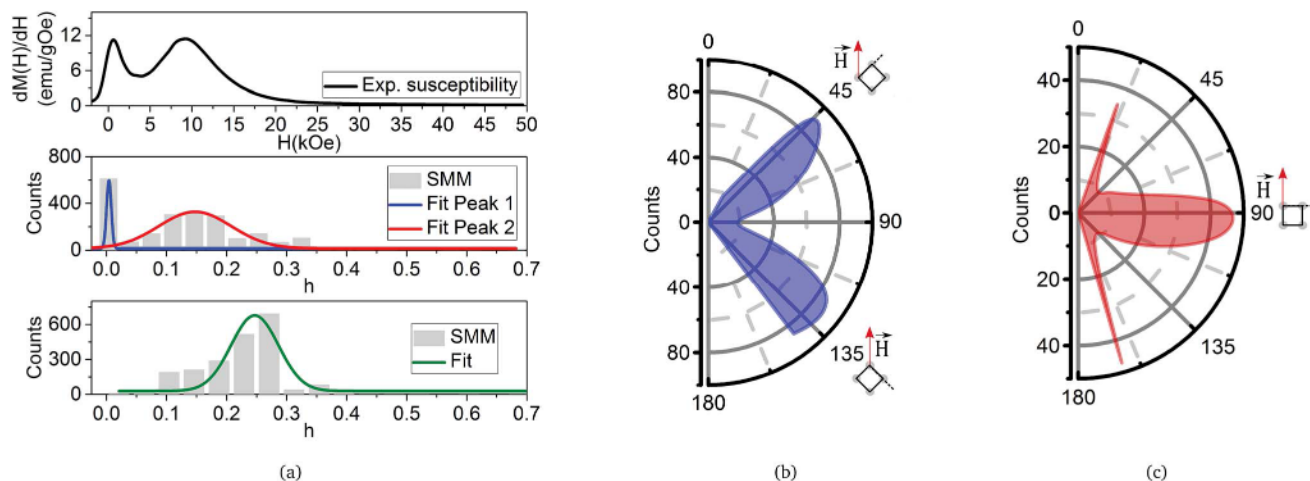 dM(H)/dH
(emu/gOe)
12
6
0
Exp. susceptibility
0 5 10 15 20 25 30 35 40 45 50
H(kOe)
Counts
800
400
0
SMM
Fit Peak 1
Fit Peak 2
0.0 0.1 0.2 0.3 0.4 0.5 0.6 0.7
h
Counts
600
300
0
SMM
Fit
0.0 0.1 0.2 0.3 0.4 0.5 0.6 0.7
h
(a)
0
H
45
80
40
Counts
0
90
40
80
135
H
180
(b)
0
45
40
20
Counts
0
90
H
20
40
135
180
(c)